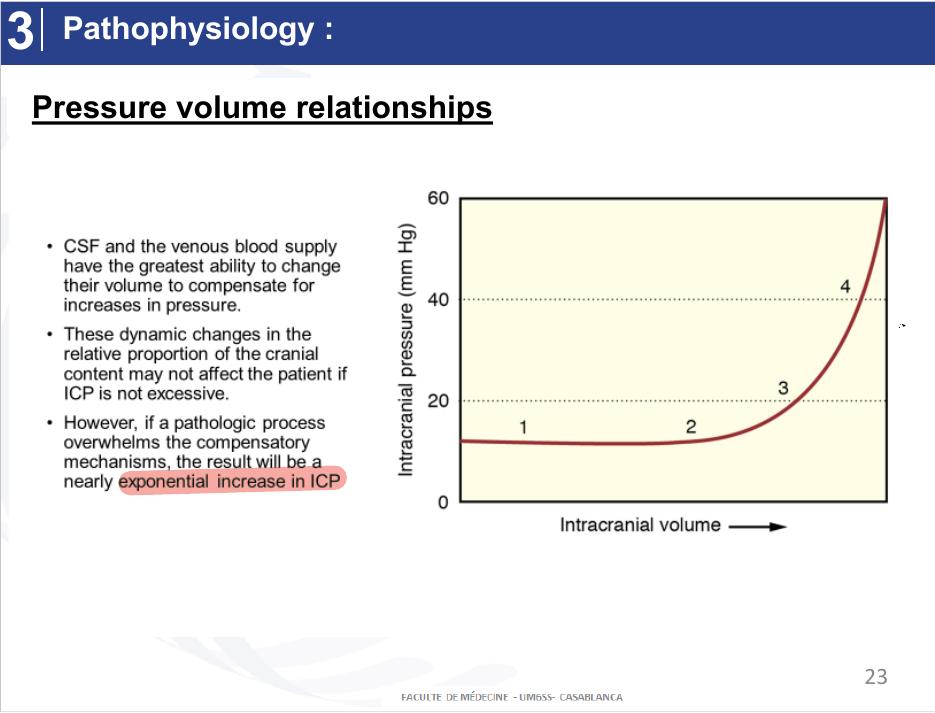 3 Pathophysiology :
Pressure volume relationships
• CSF and the venous blood supply
have the greatest ability to change
their volume to compensate for
increases in pressure.
• These dynamic changes in the
relative proportion of the cranial
content may not affect the patient if
ICP is not excessive.
• However, if a pathologic process
overwhelms the compensatory
mechanisms, the result will be a
nearly exponential increase in ICP
Intracranial pressure (mm Hg)
60
40
20
0
1
2
3
4
Intracranial volume
23
FACULTE DE MÉDECINE - UM6SS- CASABLANCA